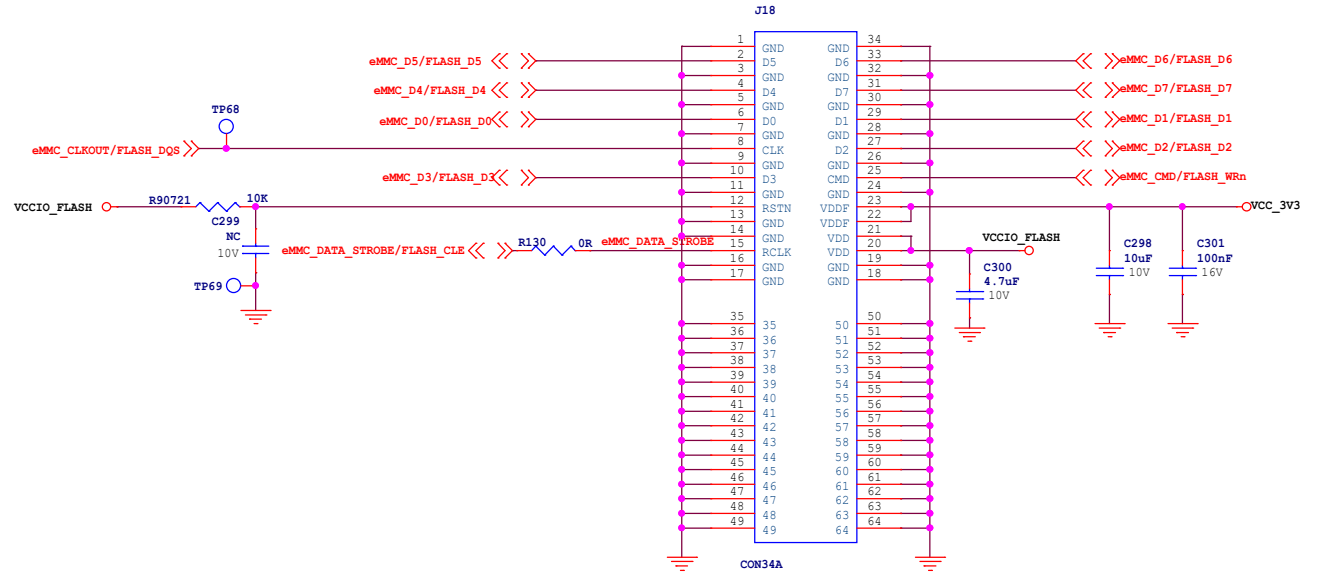 J18
1 GND GND 34
eMMC_D5/FLASH_D5 2 D5 D6 33 eMMC_D6/FLASH_D6
3 GND GND 32
eMMC_D4/FLASH_D4 4 D4 D7 31 eMMC_D7/FLASH_D7
5 GND GND 30
TP68
eMMC_D0/FLASH_D0 6 D0 D1 29 eMMC_D1/FLASH_D1
7 GND GND 28
eMMC_CLKOUT/FLASH_DQS 8 CLK D2 27 eMMC_D2/FLASH_D2
9 GND GND 26
eMMC_D3/FLASH_D3 10 D3 CMD 25 eMMC_CMD/FLASH_WRn
11 GND GND 24
VCCIO_FLASH R90721 10K 12 RSTN VDDF 23 VCC_3V3
C299 13 GND VDDF 22
NC 14 GND VDD 21 VCCIO_FLASH
10V
eMMC_DATA_STROBE/FLASH_CLE R130 0R eMMC_DATA_STROBE 15 RCLK VDD 20
C298 C301
10uF 100nF
10V 16V
16 GND GND 19
C300
4.7uF
10V
TP69 17 GND GND 18
35 35 50 50
36 36 51 51
37 37 52 52
38 38 53 53
39 39 54 54
40 40 55 55
41 41 56 56
42 42 57 57
43 43 58 58
44 44 59 59
45 45 60 60
46 46 61 61
47 47 62 62
48 48 63 63
49 49 64 64
CON34A